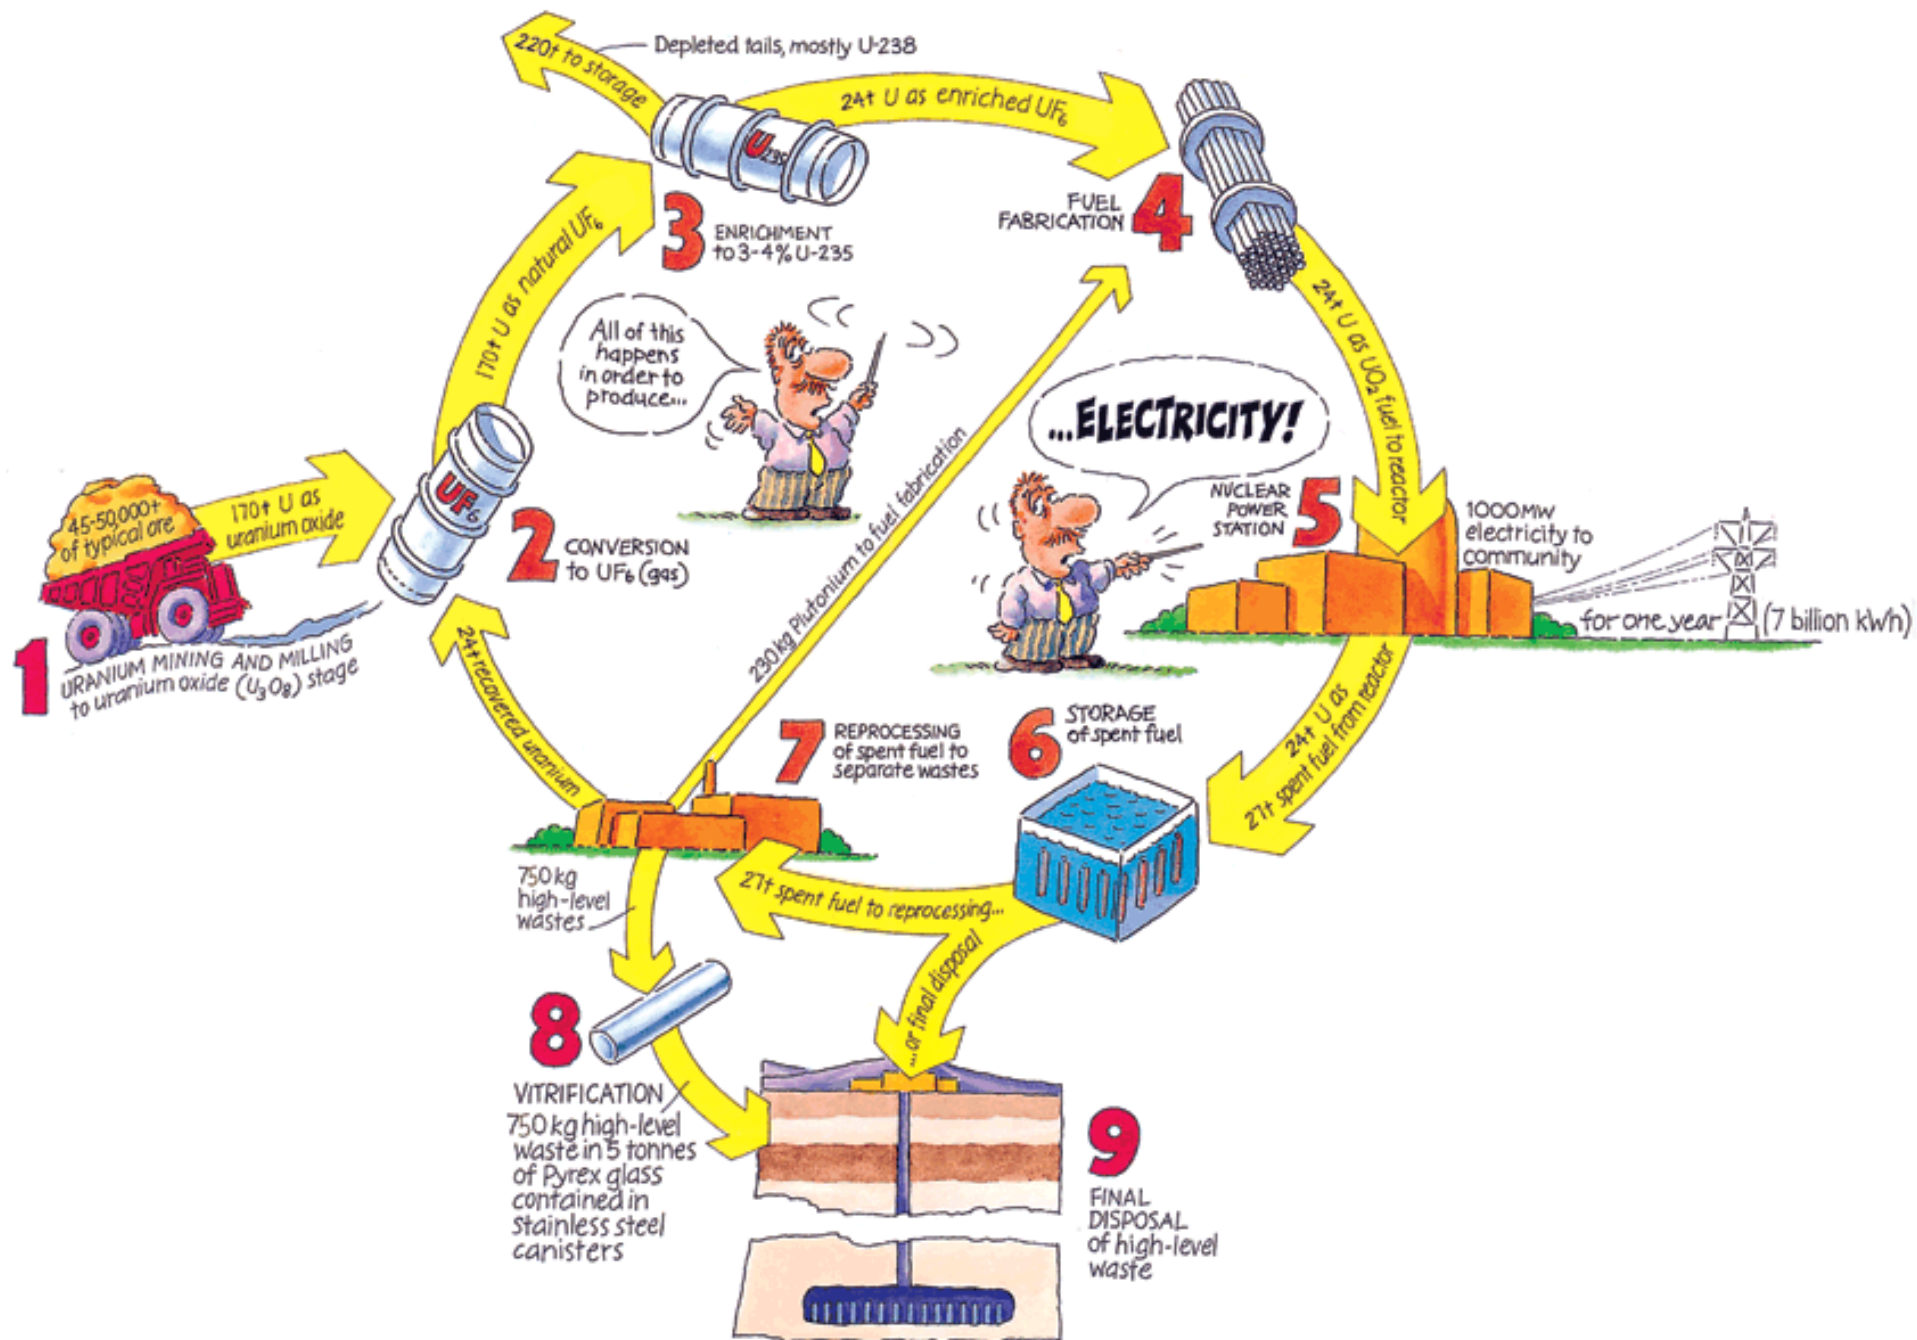 220t to storage
Depleted tails, mostly U-238
24t U as enriched UF₆
U₂₃₅
3
ENRICHMENT
to 3-4% U-235
FUEL
FABRICATION
4
170t U as natural UF₆
All of this
happens
in order to
produce...
24t U as UO₂ fuel to reactor
...ELECTRICITY!
45-50,000t
of typical ore
170t U as
uranium oxide
UF₆
2
CONVERSION
to UF₆ (gas)
1
URANIUM MINING AND MILLING
to uranium oxide (U₃O₈) stage
24t recovered uranium
230 kg Plutonium to fuel fabrication
NUCLEAR
POWER
STATION
5
1000MW
electricity to
community
for one year (7 billion kWh)
24t U as
27t spent fuel from reactor
6
STORAGE
of spent fuel
7
REPROCESSING
of spent fuel to
separate wastes
27t spent fuel to reprocessing...
...or final disposal
750 kg
high-level
wastes
8
VITRIFICATION
750 kg high-level
waste in 5 tonnes
of Pyrex glass
contained in
stainless steel
canisters
9
FINAL
DISPOSAL
of high-level
waste